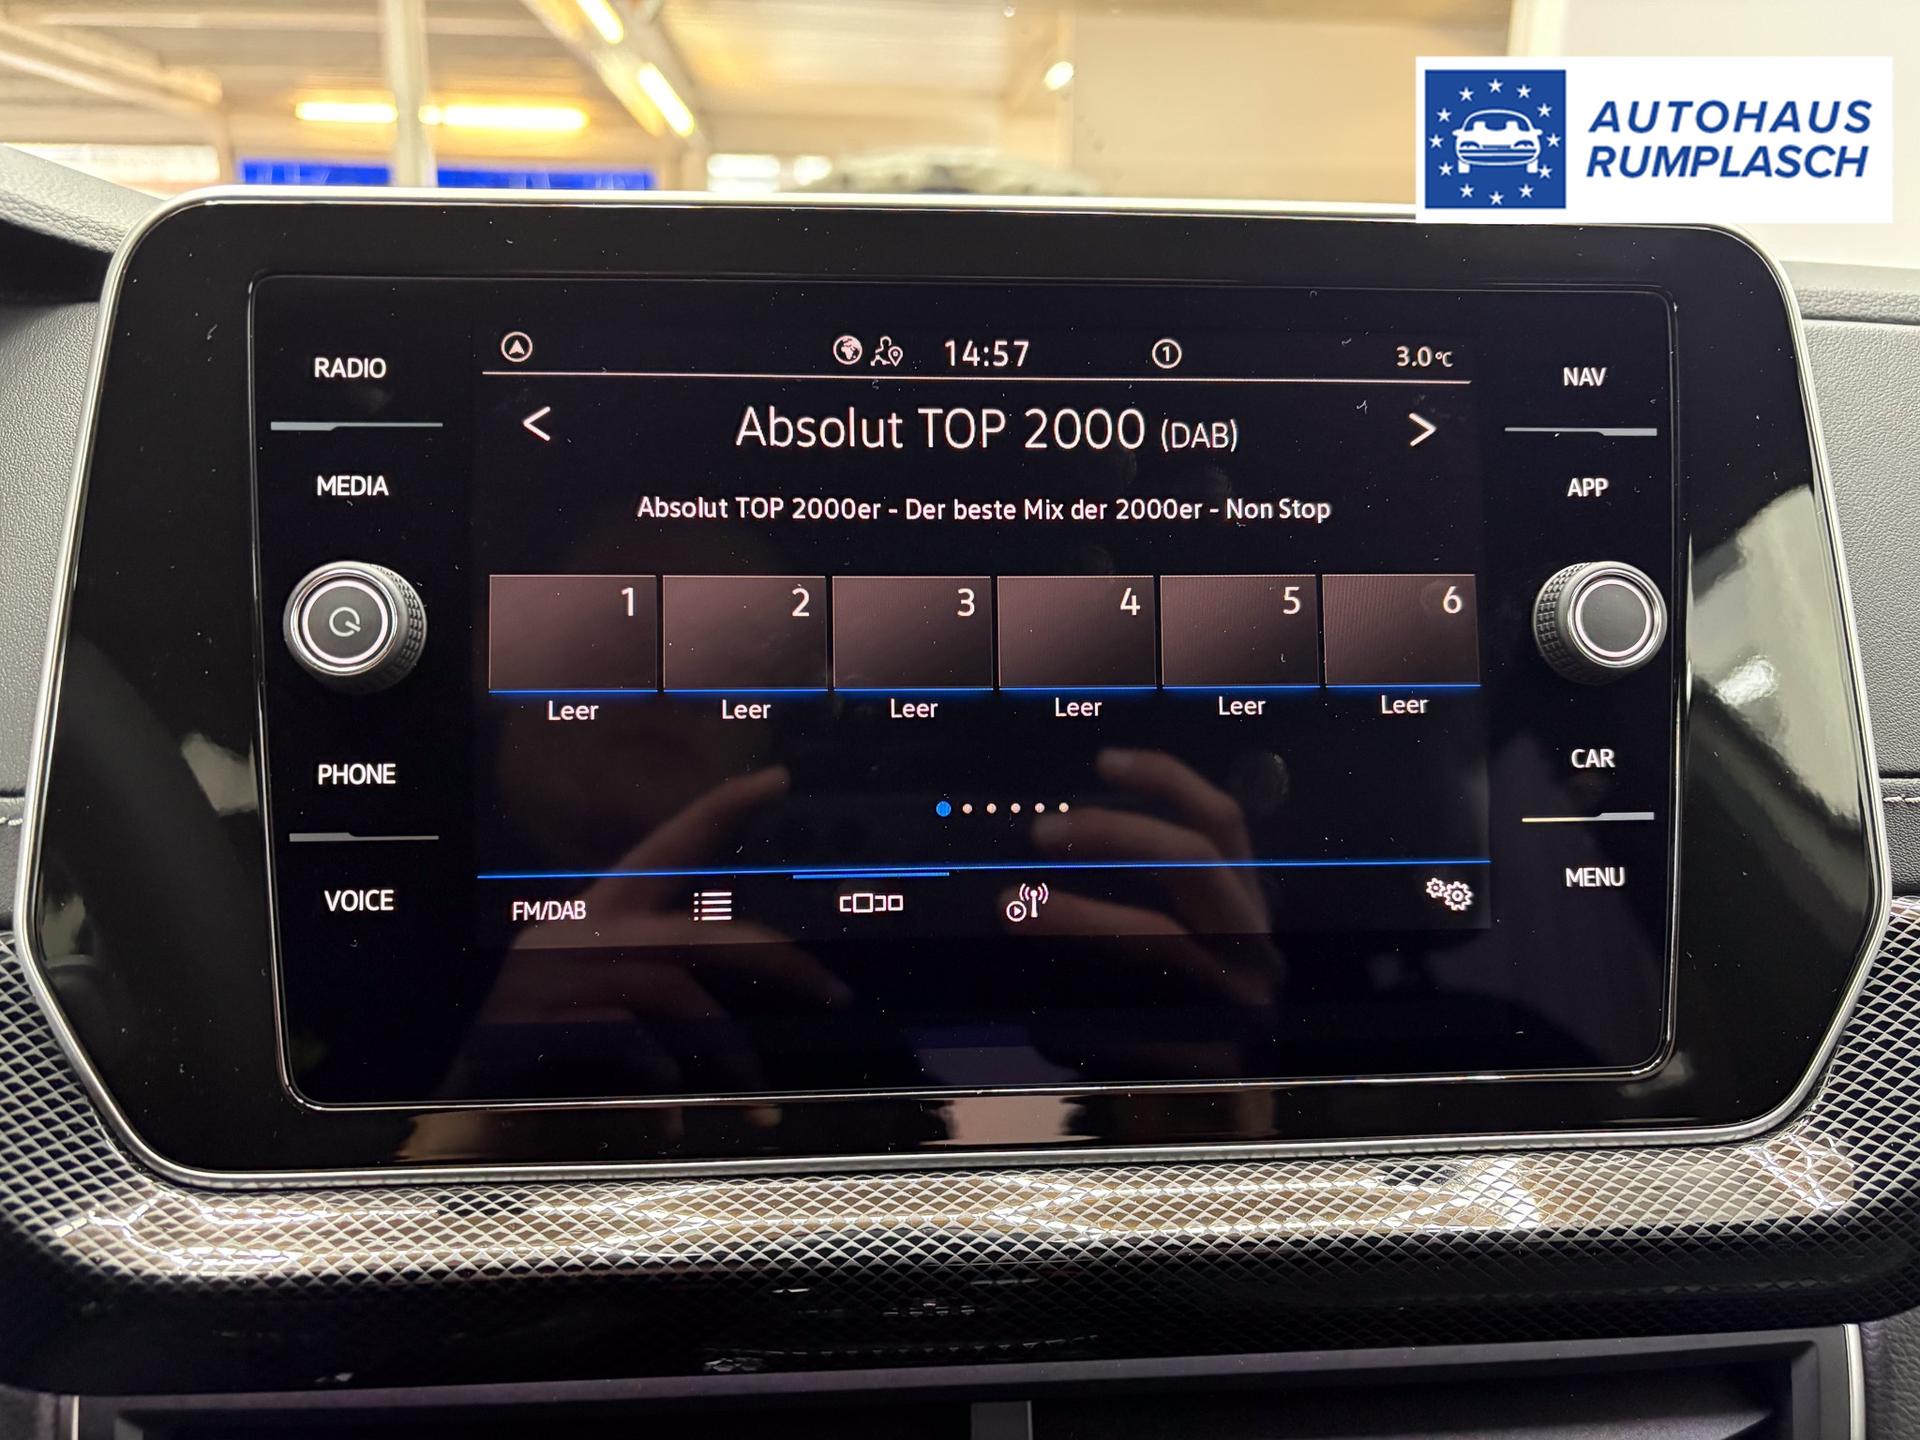 AUTOHAUS
RUMPLASCH
RADIO
MEDIA
PHONE
VOICE
14:57
1
3.0°C
< Absolut TOP 2000 (DAB) >
Absolut TOP 2000er - Der beste Mix der 2000er - Non Stop
1 2 3 4 5 6
Leer Leer Leer Leer Leer Leer
FM/DAB
NAV
APP
CAR
MENU